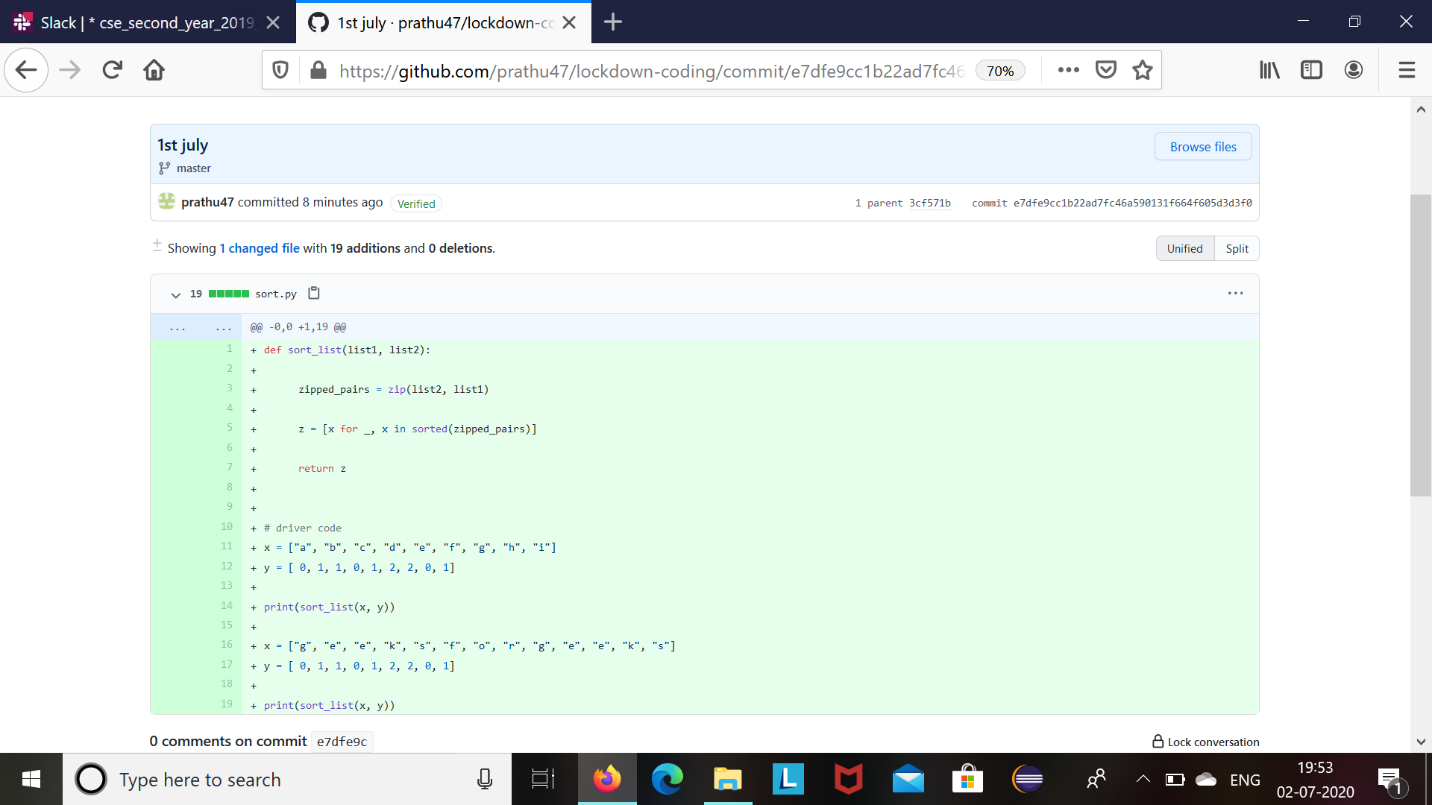 Slack | * cse_second_year_2019_
1st july · prathu47/lockdown-co
https://github.com/prathu47/lockdown-coding/commit/e7dfe9cc1b22ad7fc46
70%
1st july
Browse files
master
prathu47 committed 8 minutes ago Verified
1 parent 3cf571b commit e7dfe9cc1b22ad7fc46a590131f664f605d3d3f0
Showing 1 changed file with 19 additions and 0 deletions.
Unified Split
19 sort.py
... ... @@ -0,0 +1,19 @@
1 + def sort_list(list1, list2):
2 +
3 + zipped_pairs = zip(list2, list1)
4 +
5 + z = [x for _, x in sorted(zipped_pairs)]
6 +
7 + return z
8 +
9 +
10 + # driver code
11 + x = ["a", "b", "c", "d", "e", "f", "g", "h", "i"]
12 + y = [ 0, 1, 1, 0, 1, 2, 2, 0, 1]
13 +
14 + print(sort_list(x, y))
15 +
16 + x = ["g", "e", "e", "k", "s", "f", "o", "r", "g", "e", "e", "k", "s"]
17 + y = [ 0, 1, 1, 0, 1, 2, 2, 0, 1]
18 +
19 + print(sort_list(x, y))
0 comments on commit e7dfe9c
Lock conversation
Type here to search
L
ENG
19:53
02-07-2020
1